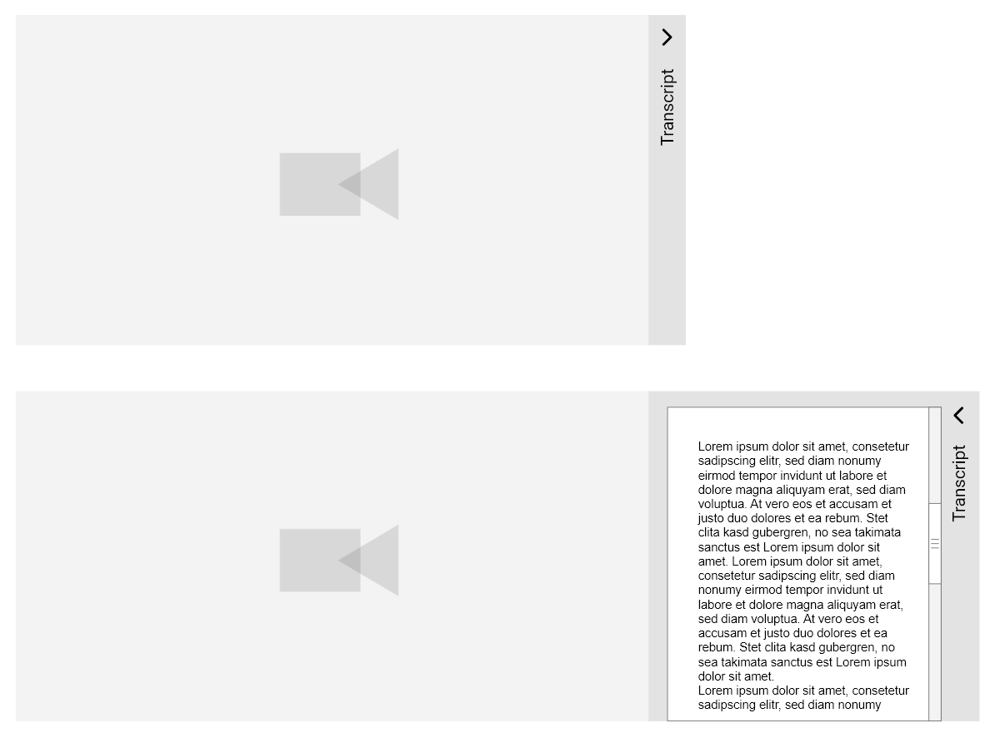 Transcript
Lorem ipsum dolor sit amet, consetetur
sadipscing elitr, sed diam nonumy
eirmod tempor invidunt ut labore et
dolore magna aliquyam erat, sed diam
voluptua. At vero eos et accusam et
justo duo dolores et ea rebum. Stet
clita kasd gubergren, no sea takimata
sanctus est Lorem ipsum dolor sit
amet. Lorem ipsum dolor sit amet,
consetetur sadipscing elitr, sed diam
nonumy eirmod tempor invidunt ut
labore et dolore magna aliquyam erat,
sed diam voluptua. At vero eos et
accusam et justo duo dolores et ea
rebum. Stet clita kasd gubergren, no
sea takimata sanctus est Lorem ipsum
dolor sit amet.
Lorem ipsum dolor sit amet, consetetur
sadipscing elitr, sed diam nonumy
Transcript